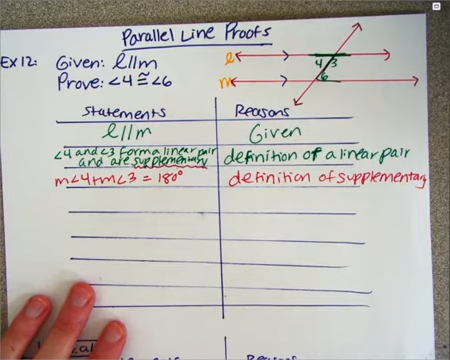 Parallel Line Proofs
Ex 12: Given: l||m
Prove: ∠4 ≅ ∠6
l
m
4 3
6
Statements Reasons
l||m Given
∠4 and ∠3 form a linear pair and are supplementary definition of a linear pair
m∠4+m∠3 = 180° definition of supplementary